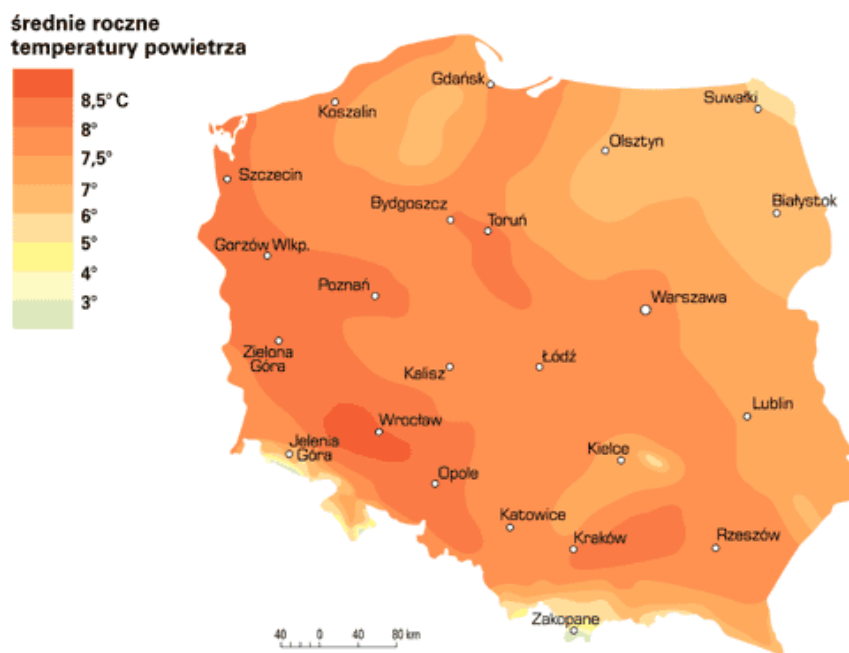 średnie roczne
temperatury powietrza
8,5° C
8°
7,5°
7°
6°
5°
4°
3°
Gdańsk
Koszalin
Suwałki
Olsztyn
Szczecin
Bydgoszcz
Toruń
Białystok
Gorzów Wlkp.
Poznań
Warszawa
Zielona
Góra
Kalisz
Łódź
Wrocław
Lublin
Jelenia
Góra
Kielce
Opole
Katowice
Kraków
Rzeszów
Zakopane
40 0 40 80 km